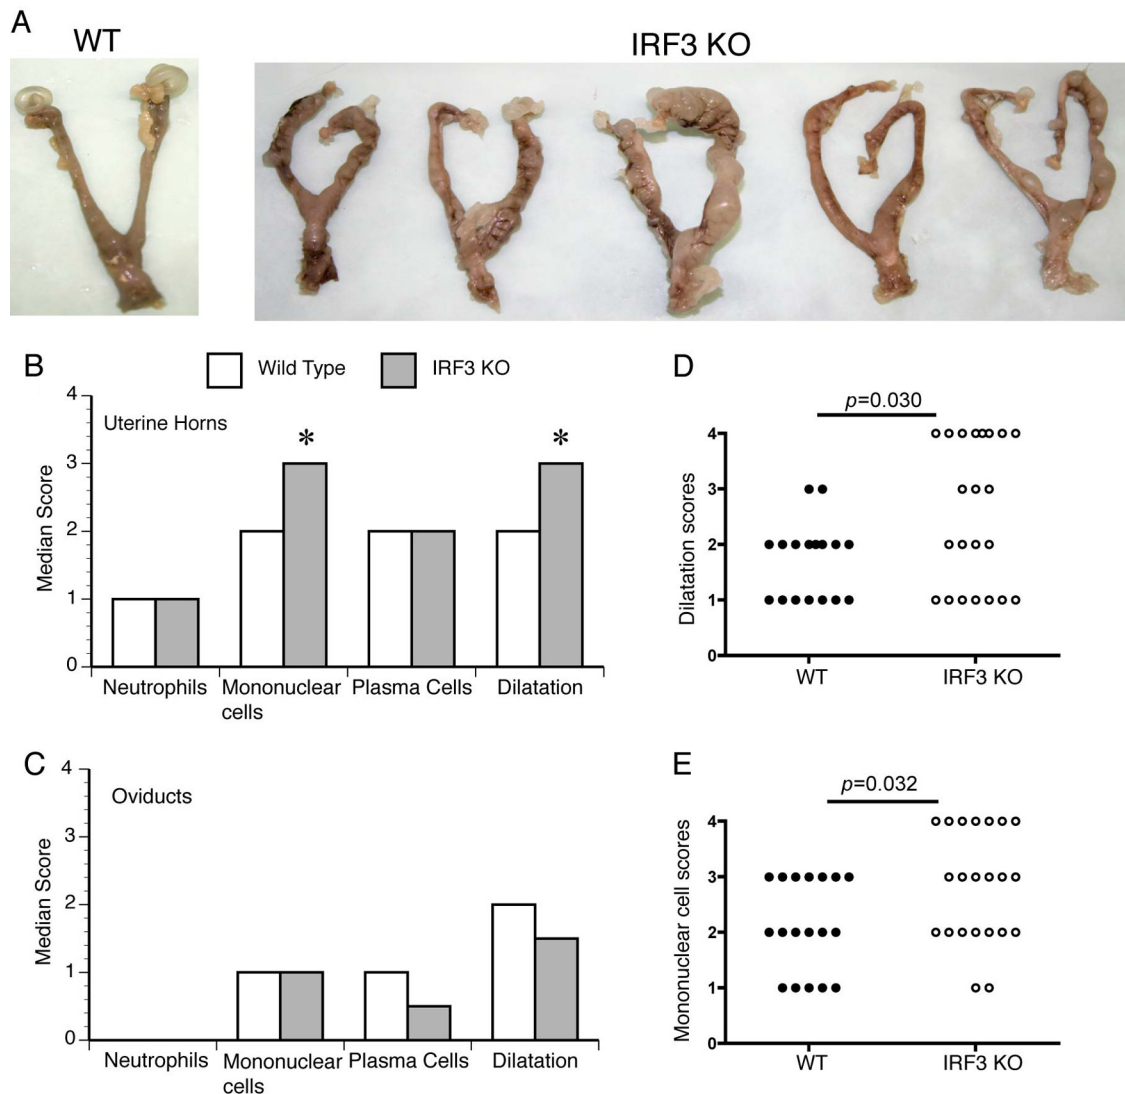 A
WT
IRF3 KO
B
Wild Type
IRF3 KO
4
3
2
1
0
Median Score
Uterine Horns
*
*
Neutrophils
Mononuclear
cells
Plasma Cells
Dilatation
C
4
3
2
1
0
Median Score
Oviducts
Neutrophils
Mononuclear
cells
Plasma Cells
Dilatation
D
p=0.030
4
3
2
1
0
Dilatation scores
WT
IRF3 KO
E
p=0.032
4
3
2
1
0
Mononuclear cell scores
WT
IRF3 KO